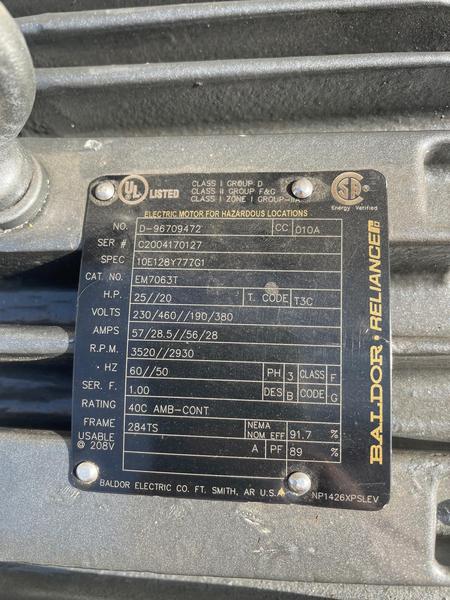 UL LISTED
CLASS I GROUP D
CLASS II GROUP F&G
CLASS I ZONE I GROUP-IIA
SA
Energy Verified
ELECTRIC MOTOR FOR HAZARDOUS LOCATIONS
NO. D-96709472 CC 010A
SER # C2004170127
SPEC 10E128Y777G1
CAT. NO. EM7063T
H.P. 25//20 T. CODE T3C
VOLTS 230/460//190/380
AMPS 57/28.5//56/28
R.P.M. 3520//2930
HZ 60//50 PH 3 CLASS F
SER. F. 1.00 DES B CODE G
RATING 40C AMB-CONT
FRAME 284TS NEMA NOM EFF 91.7 %
USABLE @ 208V A PF 89 %
BALDOR ELECTRIC CO. FT. SMITH, AR U.S.A.
NP1426XPSLEV
BALDOR · RELIANCE